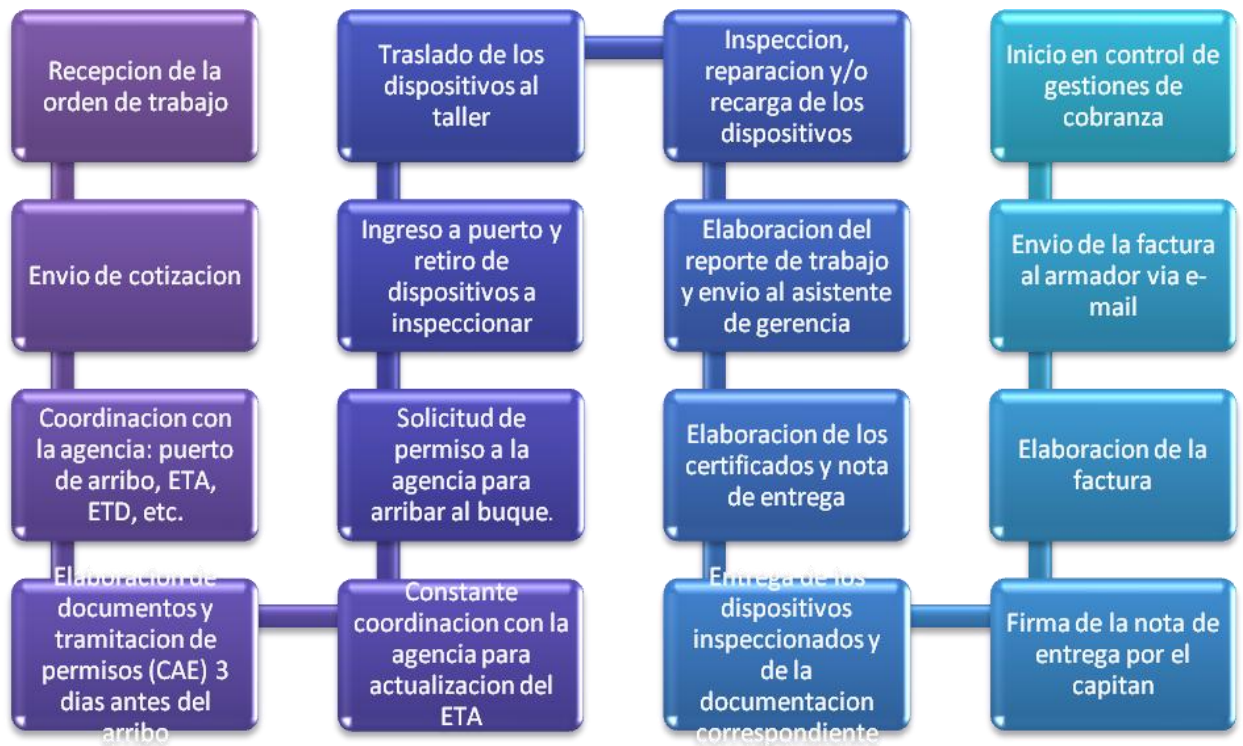 Recepcion de la
orden de trabajo
Envio de cotizacion
Coordinacion con
la agencia: puerto
de arribo, ETA,
ETD, etc.
Elaboracion de
documentos y
tramitacion de
permisos (CAE) 3
dias antes del
arribo
Constante
coordinacion con la
agencia para
actualizacion del
ETA
Solicitud de
permiso a la
agencia para
arribar al buque.
Ingreso a puerto y
retiro de
dispositivos a
inspeccionar
Traslado de los
dispositivos al
taller
Inspeccion,
reparacion y/o
recarga de los
dispositivos
Elaboracion del
reporte de trabajo
y envio al asistente
de gerencia
Elaboracion de los
certificados y nota
de entrega
Entrega de los
dispositivos
inspeccionados y
de la
documentacion
correspondiente
Firma de la nota de
entrega por el
capitan
Elaboracion de la
factura
Envio de la factura
al armador via e-
mail
Inicio en control de
gestiones de
cobranza